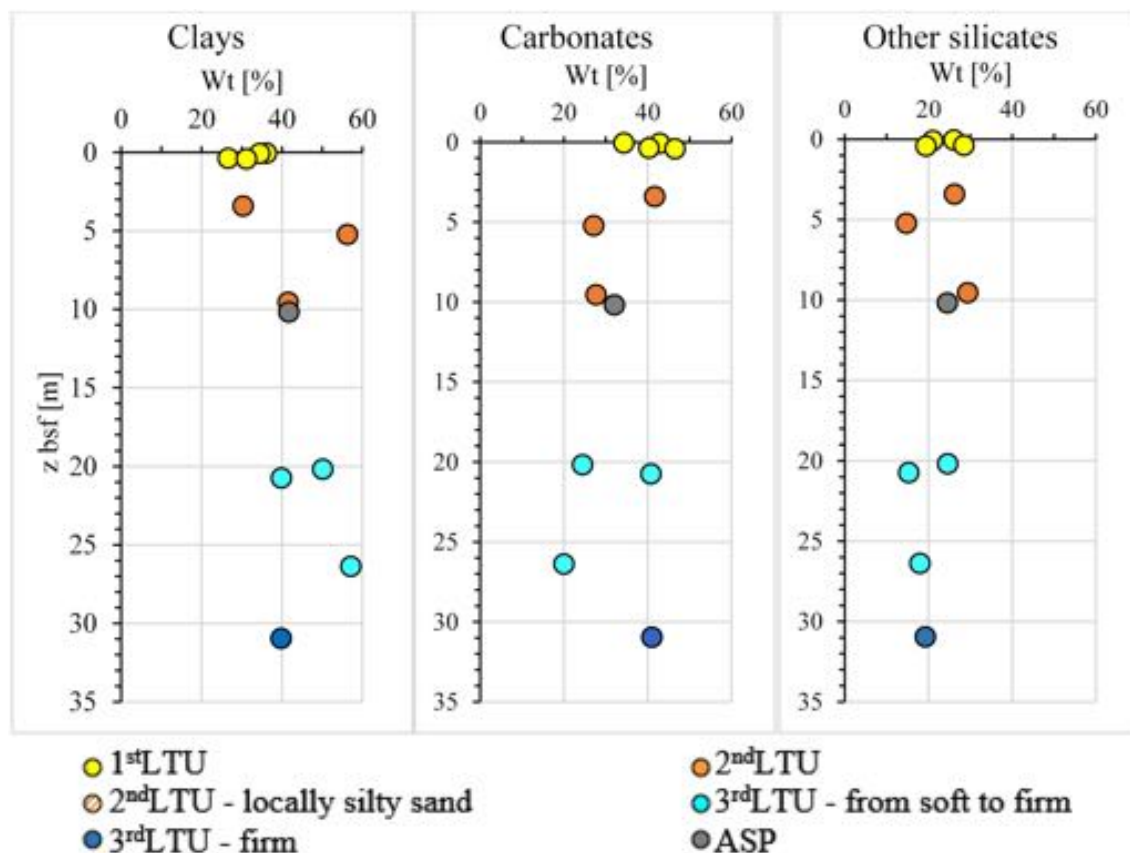 Clays
Wt [%]
0 20 40 60
0
5
10
15
20
25
30
35
z bsf [m]
Carbonates
Wt [%]
0 20 40 60
0
5
10
15
20
25
30
35
Other silicates
Wt [%]
0 20 40 60
0
5
10
15
20
25
30
35
1stLTU
2ndLTU
2ndLTU - locally silty sand
3rdLTU - from soft to firm
3rdLTU - firm
ASP